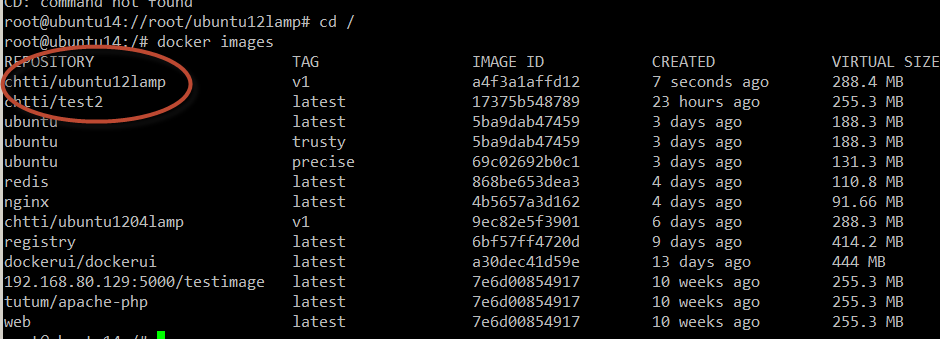 CD: command not found
root@ubuntu14://root/ubuntu12lamp# cd /
root@ubuntu14:/# docker images
REPOSITORY TAG IMAGE ID CREATED VIRTUAL SIZE
chtti/ubuntu12lamp v1 a4f3a1affd12 7 seconds ago 288.4 MB
chtti/test2 latest 17375b548789 23 hours ago 255.3 MB
ubuntu latest 5ba9dab47459 3 days ago 188.3 MB
ubuntu trusty 5ba9dab47459 3 days ago 188.3 MB
ubuntu precise 69c02692b0c1 3 days ago 131.3 MB
redis latest 868be653dea3 4 days ago 110.8 MB
nginx latest 4b5657a3d162 4 days ago 91.66 MB
chtti/ubuntu1204lamp v1 9ec82e5f3901 6 days ago 288.3 MB
registry latest 6bf57ff4720d 9 days ago 414.2 MB
dockerui/dockerui latest a30dec41d59e 13 days ago 444 MB
192.168.80.129:5000/testimage latest 7e6d00854917 10 weeks ago 255.3 MB
tutum/apache-php latest 7e6d00854917 10 weeks ago 255.3 MB
web latest 7e6d00854917 10 weeks ago 255.3 MB
root@ubuntu14:/#